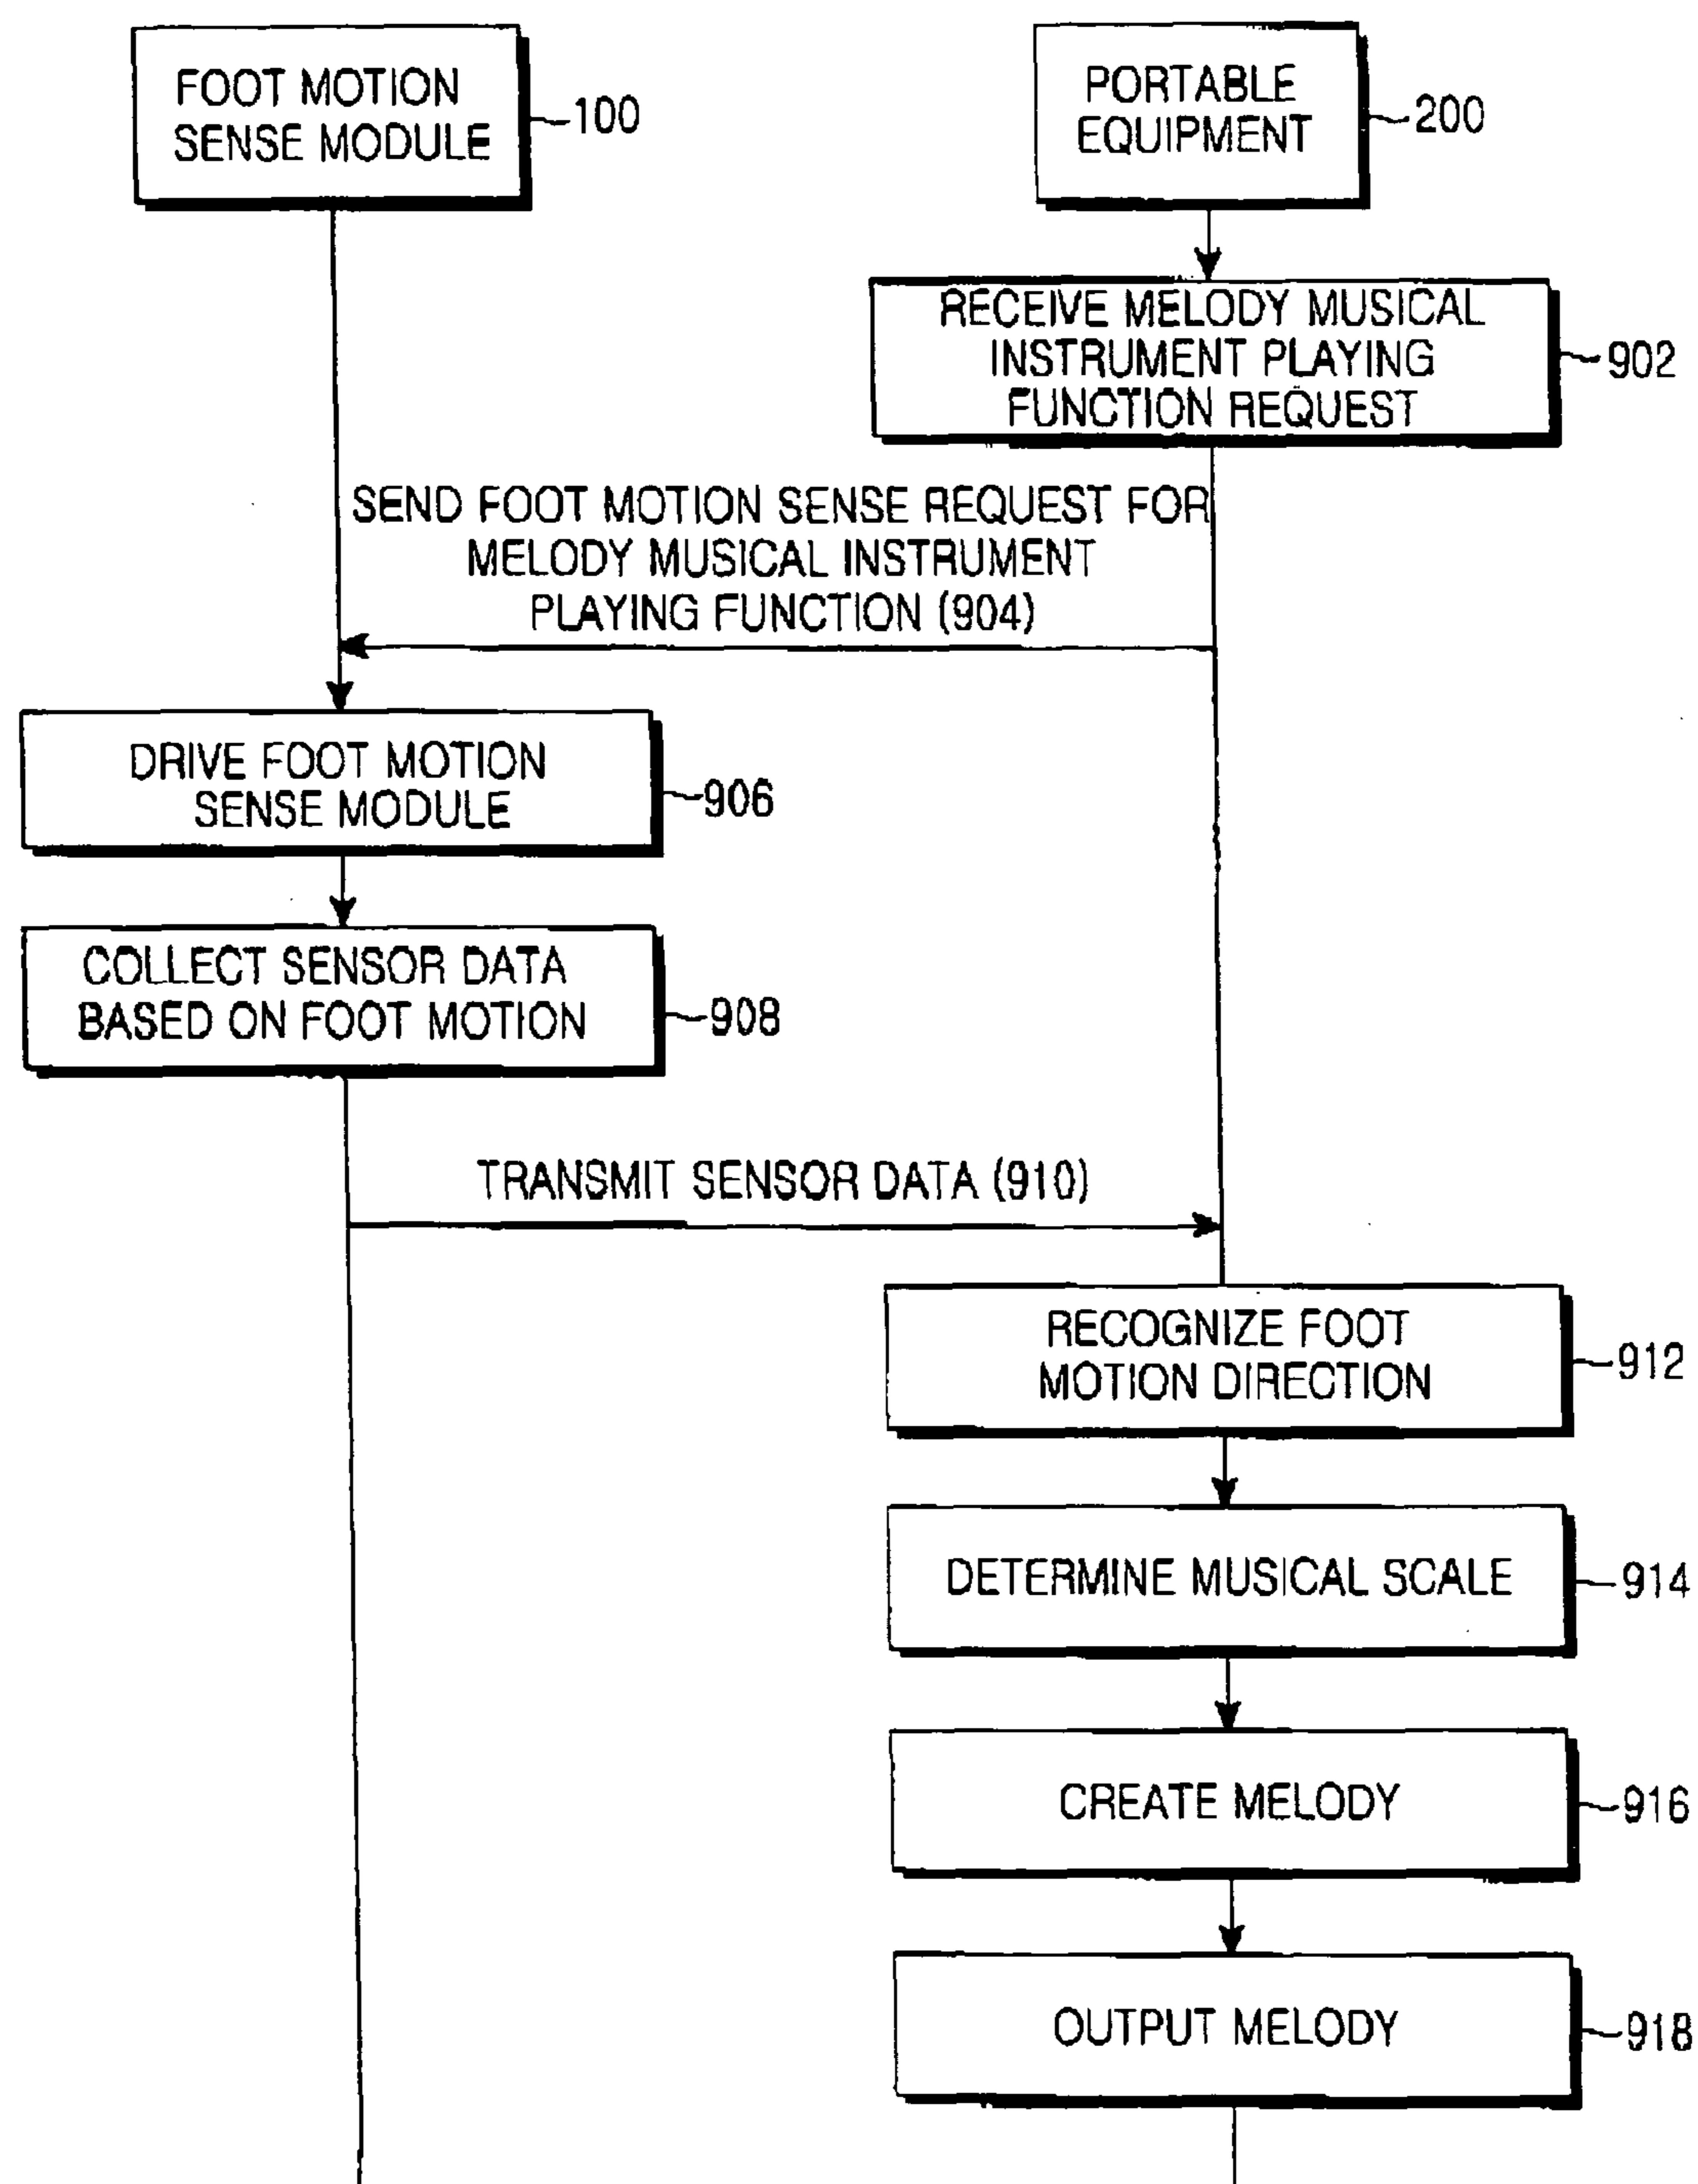 FOOT MOTION
SENSE MODULE
100
PORTABLE
EQUIPMENT
200
RECEIVE MELODY MUSICAL
INSTRUMENT PLAYING
FUNCTION REQUEST
902
SEND FOOT MOTION SENSE REQUEST FOR
MELODY MUSICAL INSTRUMENT
PLAYING FUNCTION (904)
DRIVE FOOT MOTION
SENSE MODULE
906
COLLECT SENSOR DATA
BASED ON FOOT MOTION
908
TRANSMIT SENSOR DATA (910)
RECOGNIZE FOOT
MOTION DIRECTION
912
DETERMINE MUSICAL SCALE
914
CREATE MELODY
916
OUTPUT MELODY
918